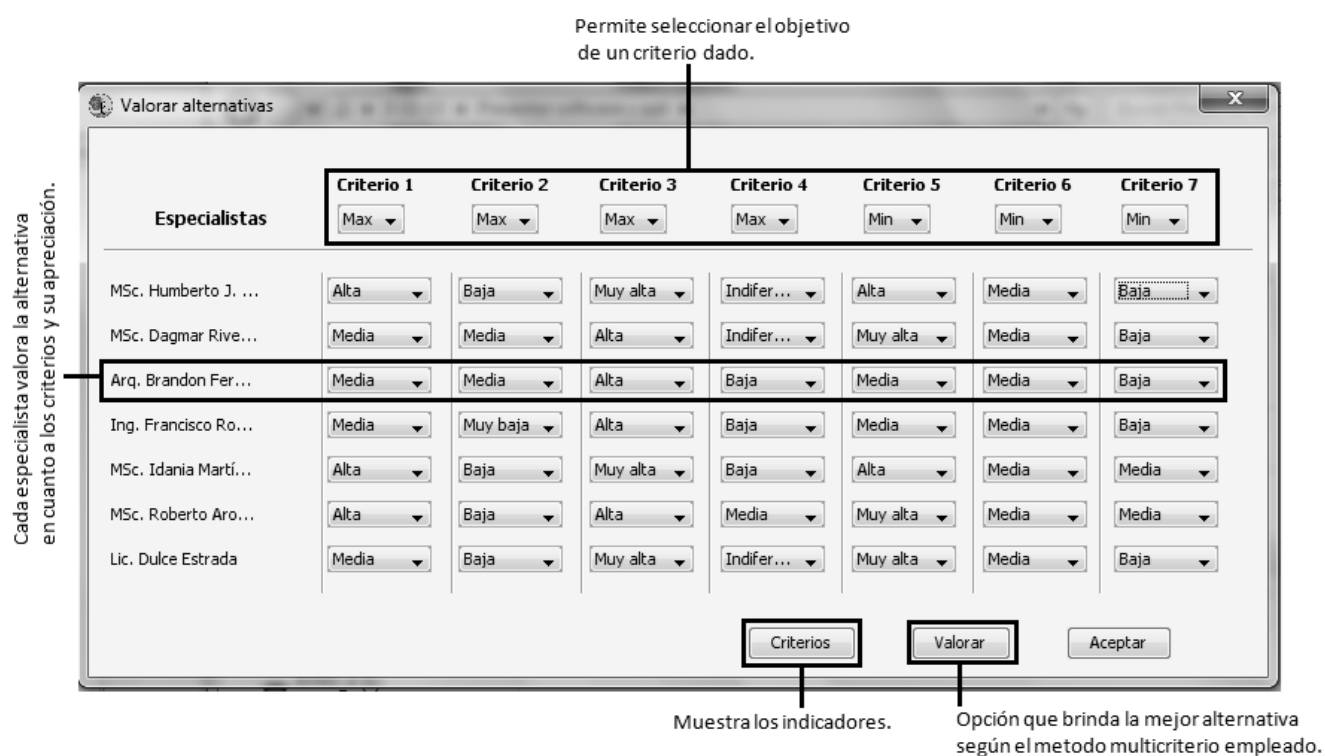 Permite seleccionar el objetivo
de un criterio dado.
Valorar alternativas
Cada especialista valora la alternativa
en cuanto a los criterios y su apreciación.
Criterio 1 Criterio 2 Criterio 3 Criterio 4 Criterio 5 Criterio 6 Criterio 7
Especialistas Max Max Max Max Min Min Min
MSc. Humberto J. ... Alta Baja Muy alta Indifer... Alta Media Baja
MSc. Dagmar Rive... Media Media Alta Indifer... Muy alta Media Baja
Arq. Brandon Fer... Media Media Alta Baja Media Media Baja
Ing. Francisco Ro... Media Muy baja Alta Baja Media Media Baja
MSc. Idania Martí... Alta Baja Muy alta Baja Alta Media Media
MSc. Roberto Aro... Alta Baja Alta Media Muy alta Media Media
Lic. Dulce Estrada Media Baja Muy alta Indifer... Muy alta Media Baja
Criterios Valorar Aceptar
Muestra los indicadores.
Opción que brinda la mejor alternativa
según el metodo multicriterio empleado.